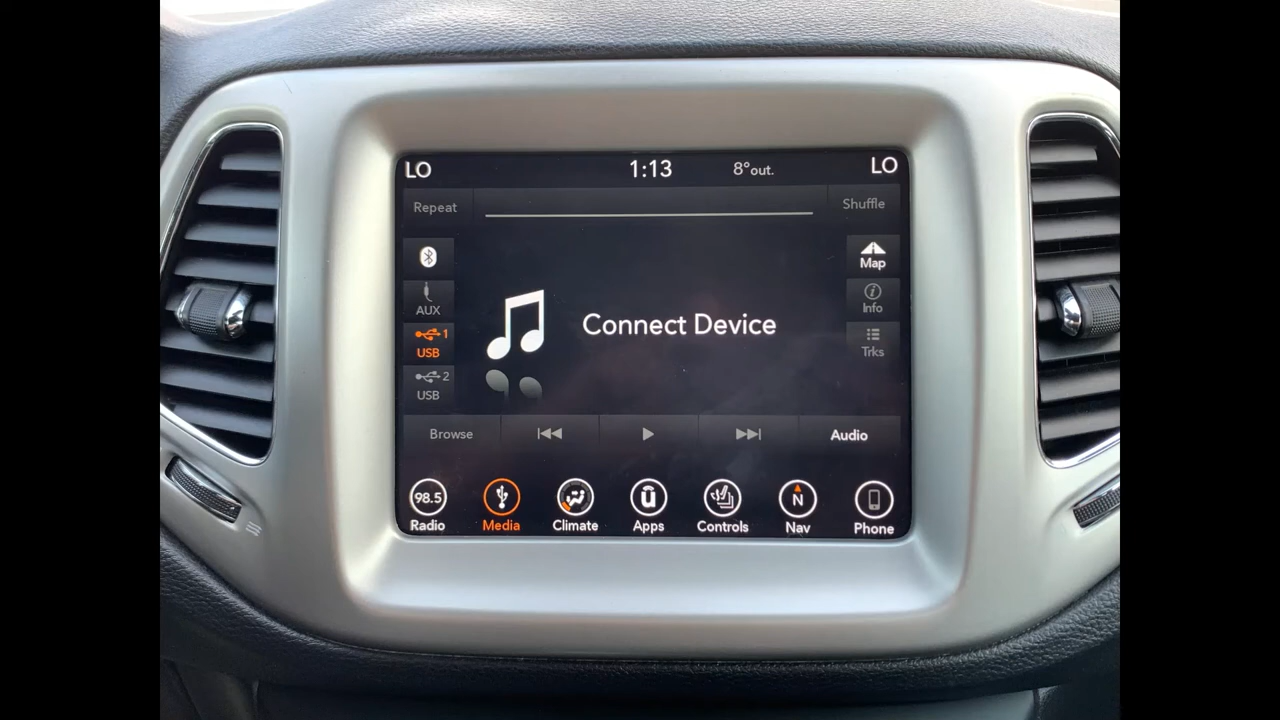 LO 1:13 8°out. LO
Repeat Shuffle
Map
AUX Info
1
USB Connect Device Trks
2
USB
Browse Audio
98.5 N
Radio Media Climate Apps Controls Nav Phone